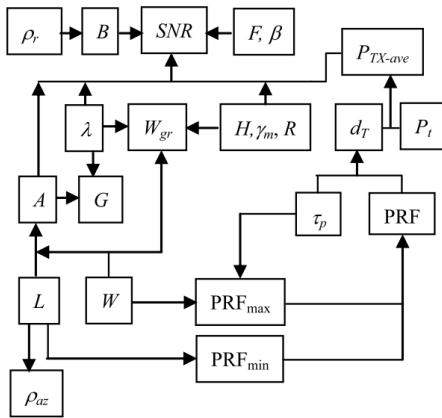 ρr B SNR F, β
PTX-ave
λ Wgr H,γm, R dT Pt
A G τp PRF
L W PRFmax
PRFmin
ρaz